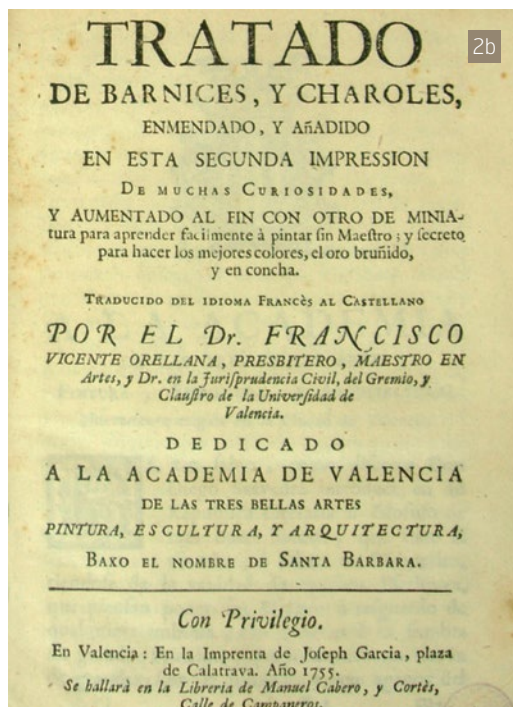 2b
TRATADO
DE BARNICES, Y CHAROLES,
ENMENDADO, Y AñADIDO
EN ESTA SEGUNDA IMPRESSION
DE MUCHAS CURIOSIDADES,
Y AUMENTADO AL FIN CON OTRO DE MINIA-
tura para aprender facilmente à pintar ſin Maeſtro ; y ſecreto
para hacer los mejores colores, el oro bruñido,
y en concha.
TRADUCIDO DEL IDIOMA FRANCès AL CASTELLANO
POR EL Dr. FRANCISCO
VICENTE ORELLANA, PRESBITERO, MAESTRO EN
Artes, y Dr. en la Juriſprudencia Civil, del Gremio, y
Clauſtro de la Univerſidad de
Valencia.
DEDICADO
A LA ACADEMIA DE VALENCIA
DE LAS TRES BELLAS ARTES
PINTURA, ESCULTURA, Y ARQUITECTURA,
BAXO EL NOMBRE DE SANTA BARBARA.
Con Privilegio.
En Valencia : En la Imprenta de Joſeph Garcia, plaza
de Calatrava. Año 1755.
Se hallarà en la Libreria de Manuel Cabero, y Cortès,
Calle de Campaneros.